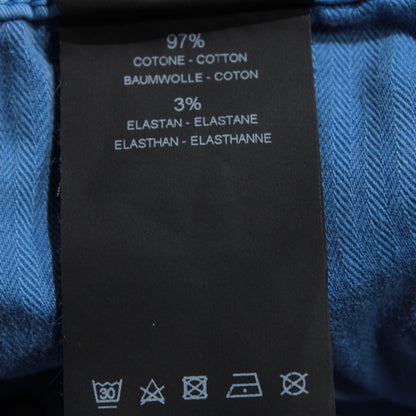 97%
COTONE - COTTON
BAUMWOLLE - COTON
3%
ELASTAN - ELASTANE
ELASTHAN - ELASTHANNE
30